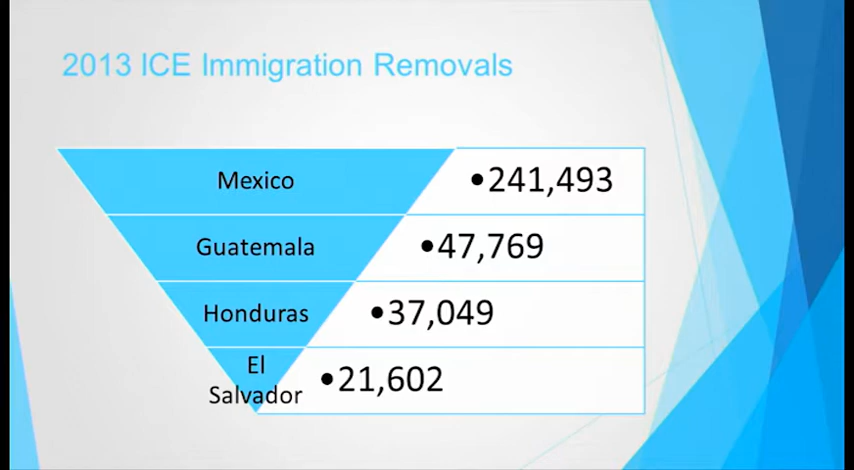 2013 ICE Immigration Removals
Mexico
•241,493
Guatemala
•47,769
Honduras
•37,049
El
Salvador
•21,602